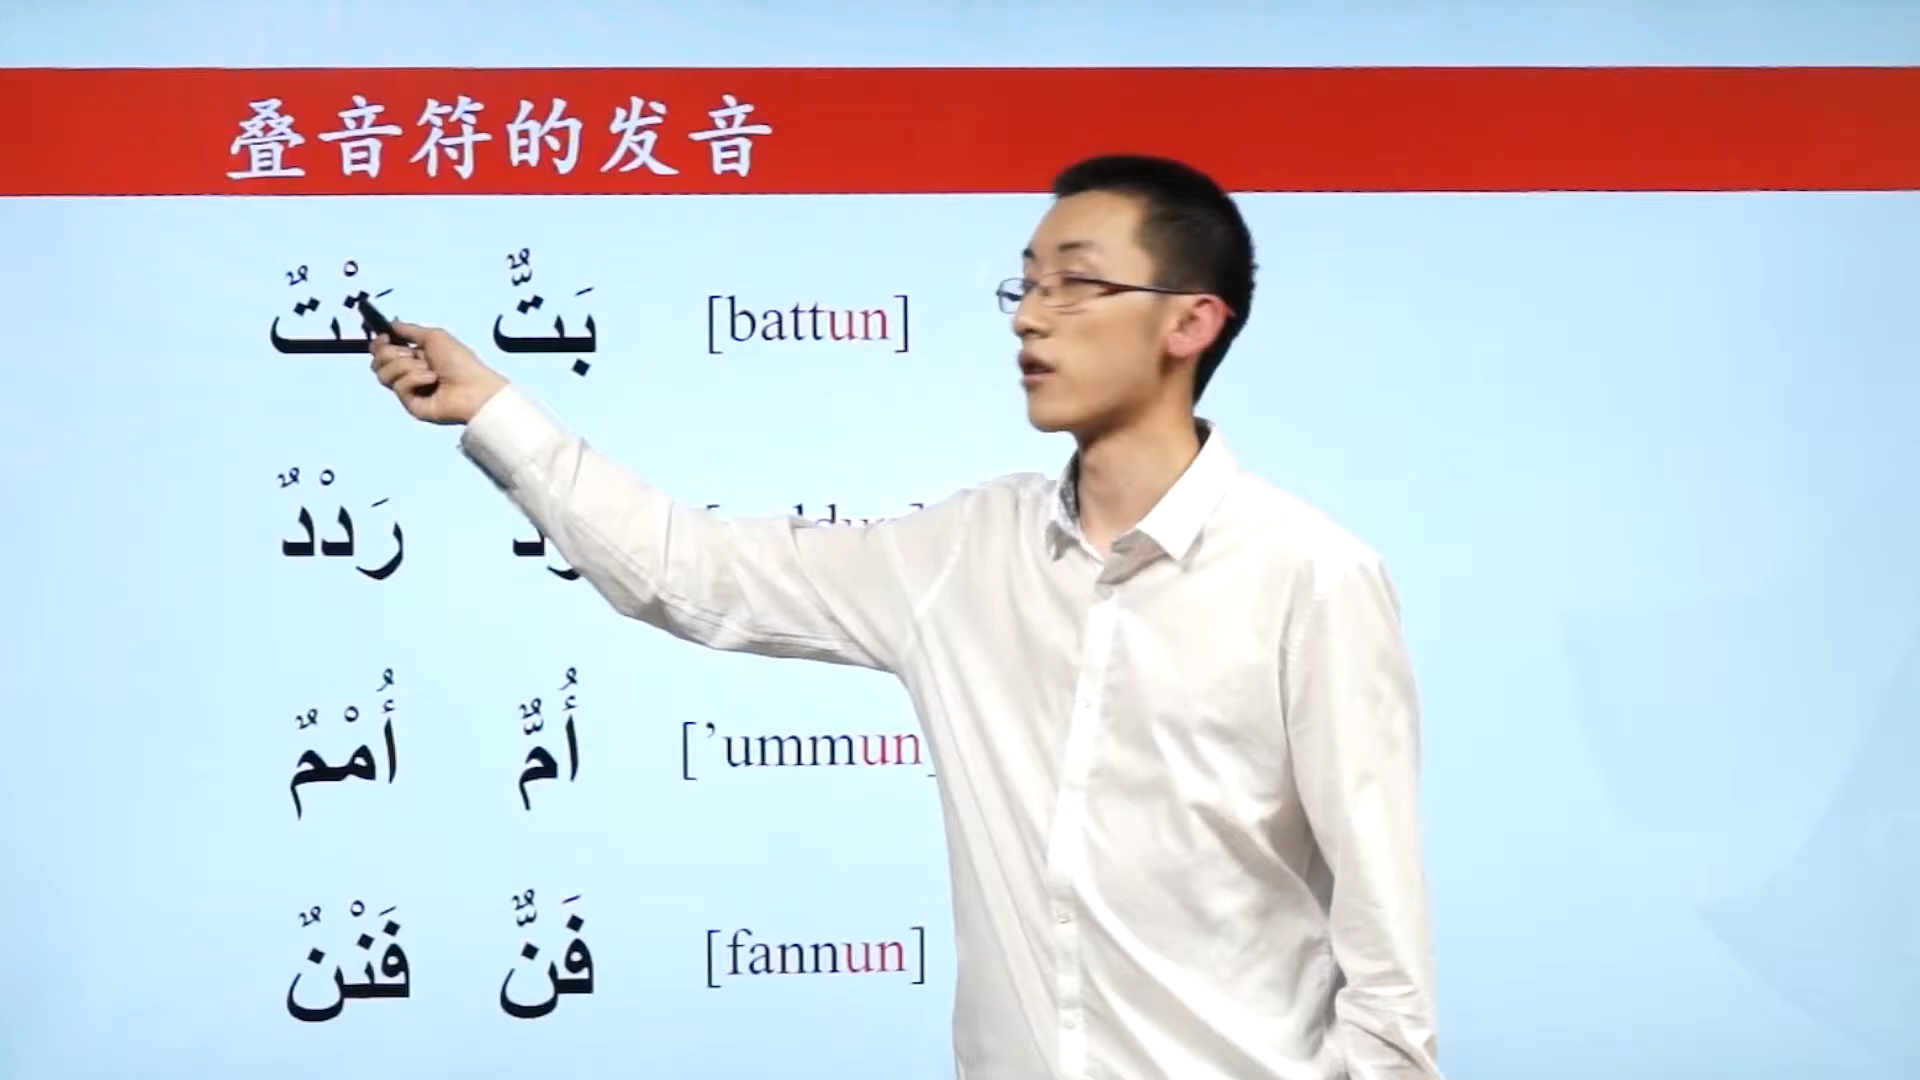 叠音符的发音
بَتٌّ [battun]
رَدْدٌ
أُمْمٌ أُمٌّ ['ummun
فَنْنٌ فَنٌّ [fannun]